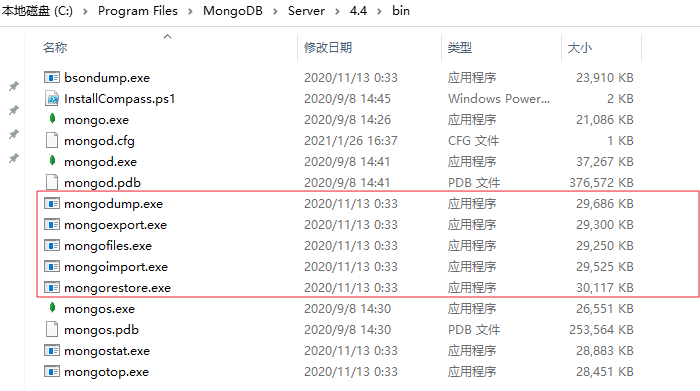 本地磁盘 (C:) › Program Files › MongoDB › Server › 4.4 › bin
名称 修改日期 类型 大小
bsondump.exe 2020/11/13 0:33 应用程序 23,910 KB
InstallCompass.ps1 2020/9/8 14:45 Windows Power... 2 KB
mongo.exe 2020/9/8 14:26 应用程序 21,086 KB
mongod.cfg 2021/1/26 16:37 CFG 文件 1 KB
mongod.exe 2020/9/8 14:41 应用程序 37,267 KB
mongod.pdb 2020/9/8 14:41 PDB 文件 376,572 KB
mongodump.exe 2020/11/13 0:33 应用程序 29,686 KB
mongoexport.exe 2020/11/13 0:33 应用程序 29,300 KB
mongofiles.exe 2020/11/13 0:33 应用程序 29,250 KB
mongoimport.exe 2020/11/13 0:33 应用程序 29,525 KB
mongorestore.exe 2020/11/13 0:33 应用程序 30,117 KB
mongos.exe 2020/9/8 14:30 应用程序 26,551 KB
mongos.pdb 2020/9/8 14:30 PDB 文件 253,564 KB
mongostat.exe 2020/11/13 0:33 应用程序 28,883 KB
mongotop.exe 2020/11/13 0:33 应用程序 28,451 KB